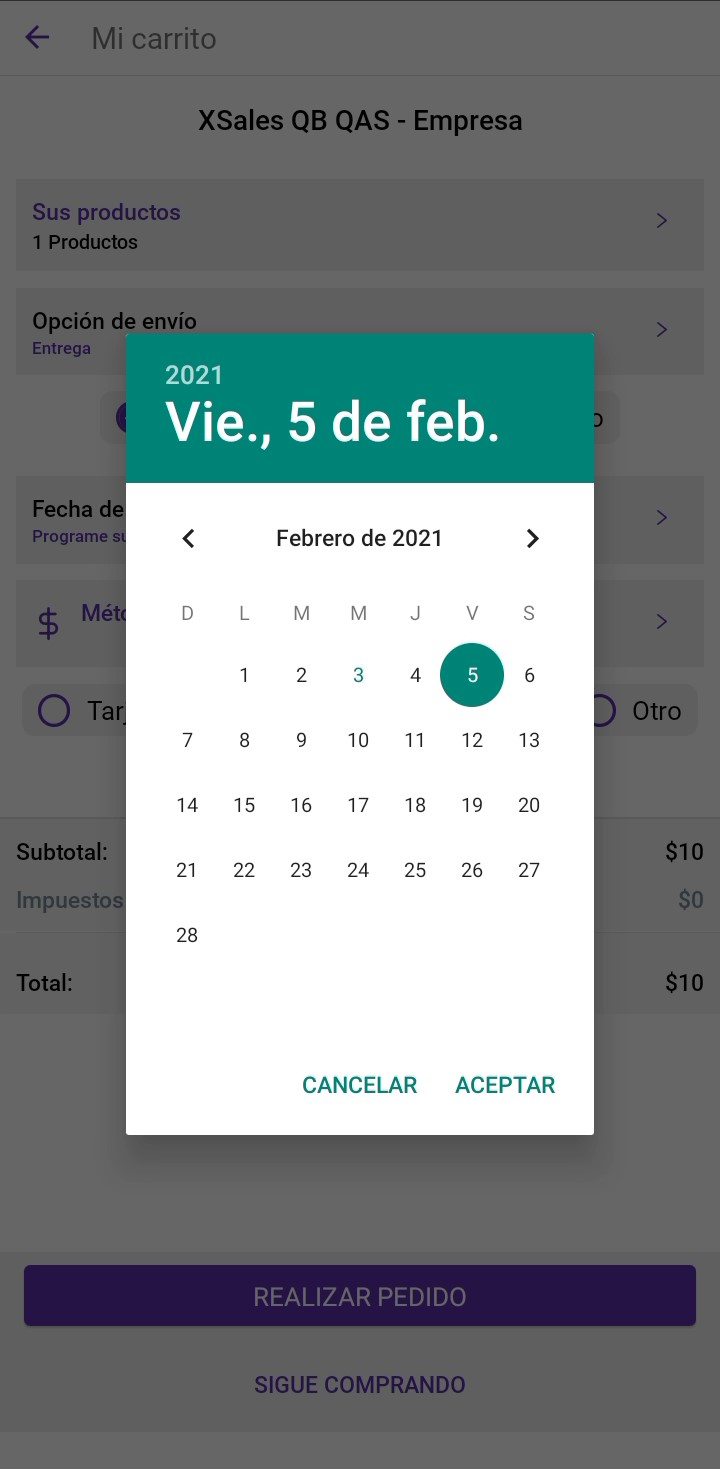 Mi carrito
XSales QB QAS - Empresa
Sus productos
1 Productos
Opción de envío
Entrega
2021
Vie., 5 de feb.
Fecha de
Programe
Febrero de 2021
D L M M J V S
1 2 3 4 5 6
7 8 9 10 11 12 13
14 15 16 17 18 19 20
21 22 23 24 25 26 27
28
$
Otro
Subtotal: $10
Impuestos $0
Total: $10
CANCELAR ACEPTAR
REALIZAR PEDIDO
SIGUE COMPRANDO